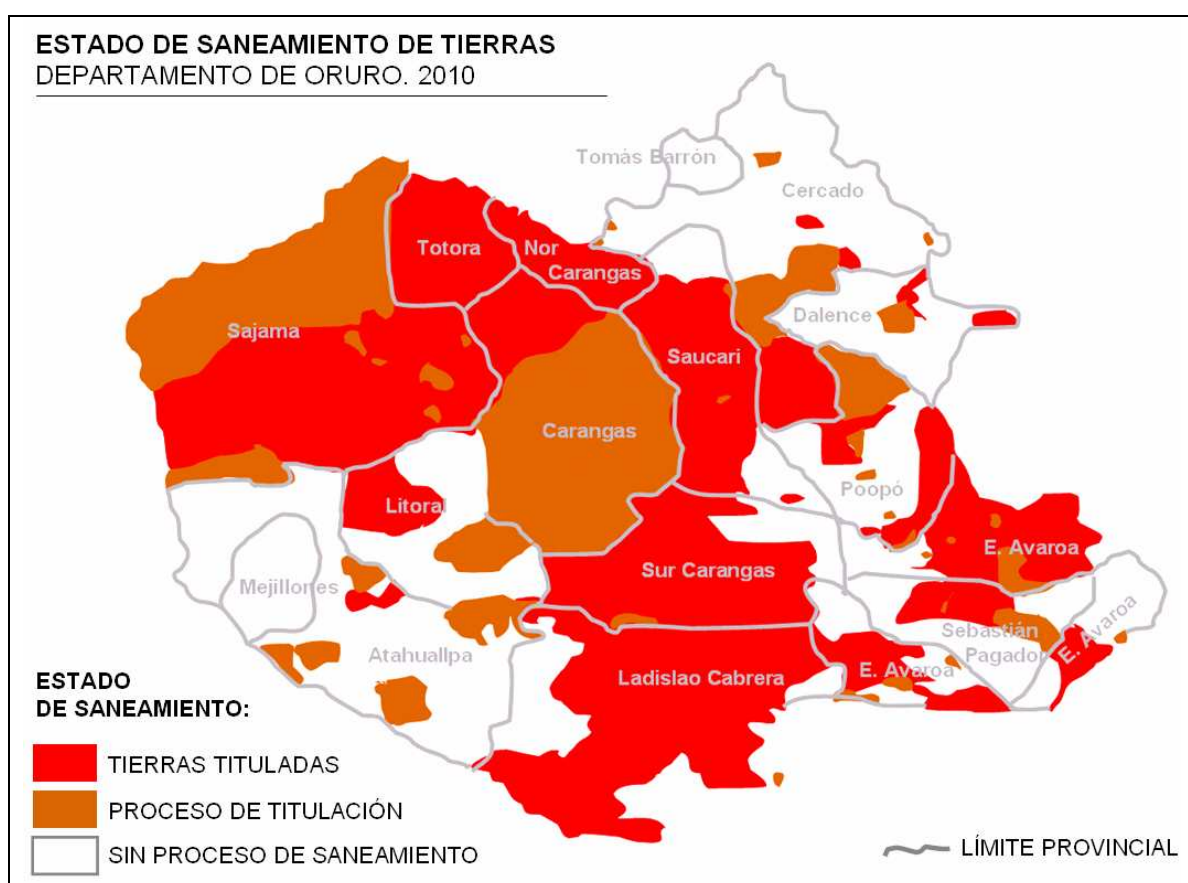 ESTADO DE SANEAMIENTO DE TIERRAS
DEPARTAMENTO DE ORURO. 2010
Tomás Barrón
Cercado
Totora
Nor
Carangas
Dalence
Sajama
Saucari
Carangas
Poopó
Litoral
E. Avaroa
Sur Carangas
Mejillones
E. Avaroa
Sebastián
Pagador
Atahuallpa
E. Avaroa
Ladislao Cabrera
ESTADO
DE SANEAMIENTO:
TIERRAS TITULADAS
PROCESO DE TITULACIÓN
SIN PROCESO DE SANEAMIENTO
LÍMITE PROVINCIAL